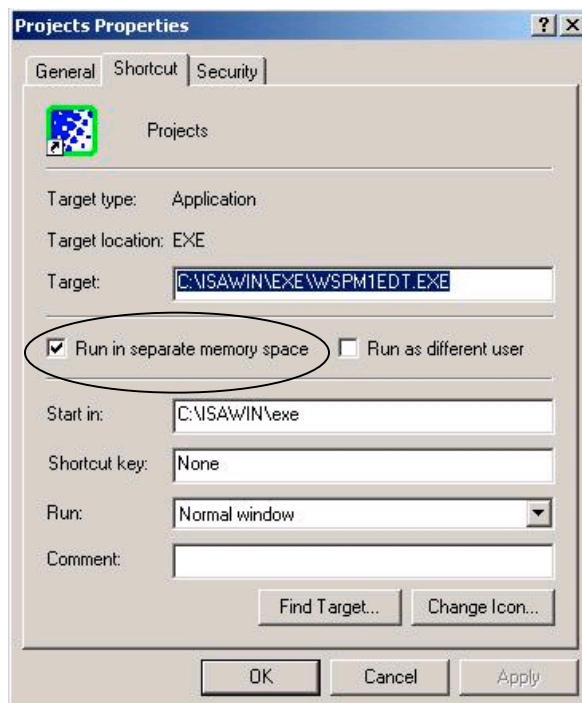 Projects Properties
General Shortcut Security
Projects
Target type: Application
Target location: EXE
Target: C:\ISAWIN\EXE\WSPM1EDT.EXE
Run in separate memory space Run as different user
Start in: C:\ISAWIN\exe
Shortcut key: None
Run: Normal window
Comment:
Find Target... Change Icon...
OK Cancel Apply